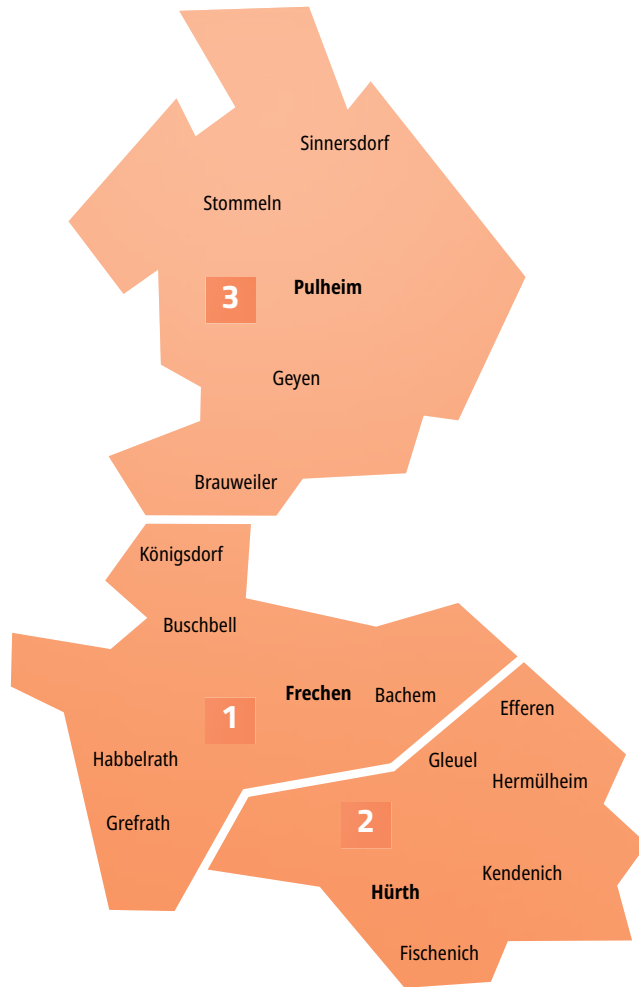 Sinnersdorf
Stommeln
3
Pulheim
Geyen
Brauweiler
Königsdorf
Buschbell
Frechen
Bachem
1
Efferen
Habbelrath
Gleuel
Hermülheim
Grefrath
2
Kendenich
Hürth
Fischenich